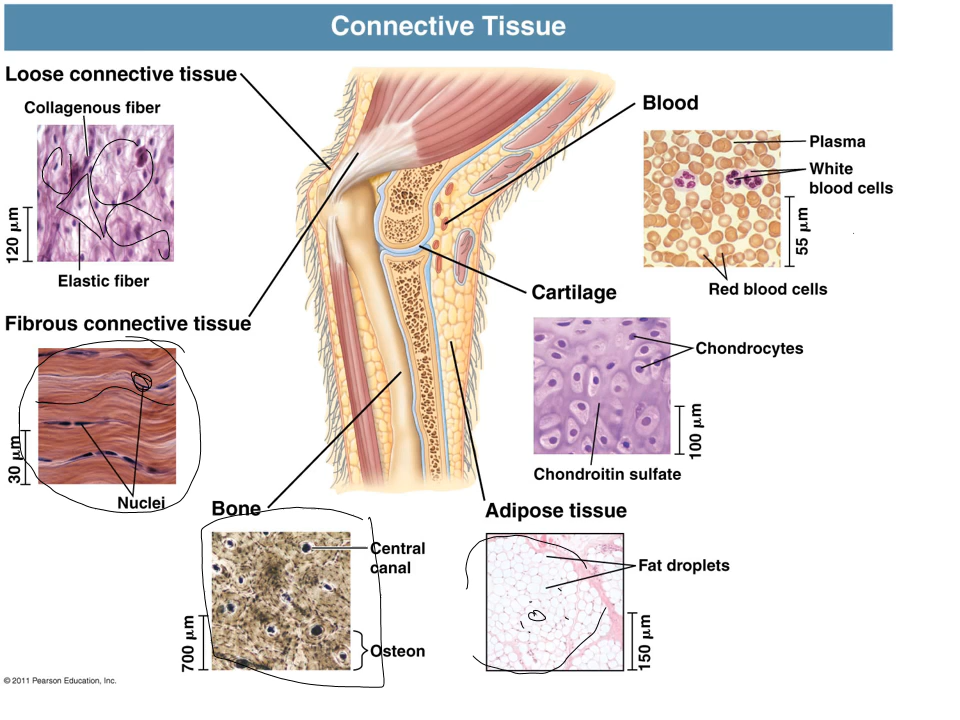 Connective Tissue
Loose connective tissue
Collagenous fiber
120 μm
Elastic fiber
Blood
Plasma
White
blood cells
55 μm
Red blood cells
Cartilage
Fibrous connective tissue
30 μm
Nuclei
Chondrocytes
100 μm
Chondroitin sulfate
Bone
Central
canal
700 μm
Osteon
Adipose tissue
Fat droplets
150 μm
© 2011 Pearson Education, Inc.